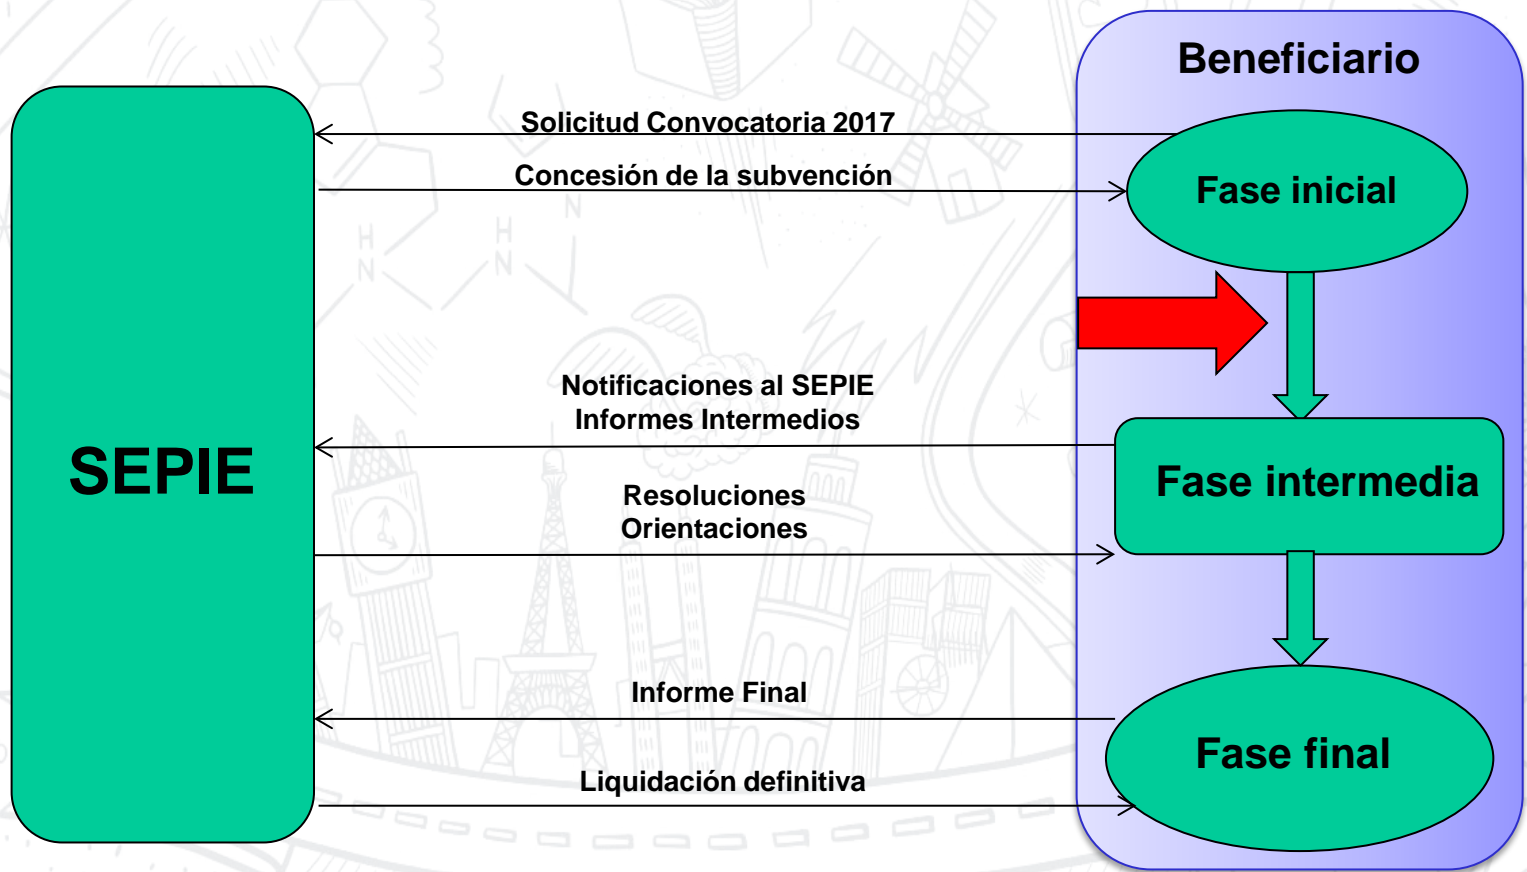 Beneficiario
Solicitud Convocatoria 2017
Concesión de la subvención
Fase inicial
N
H
H
N
N
Notificaciones al SEPIE
Informes Intermedios
SEPIE
Fase intermedia
Resoluciones
Orientaciones
Informe Final
Fase final
Liquidación definitiva